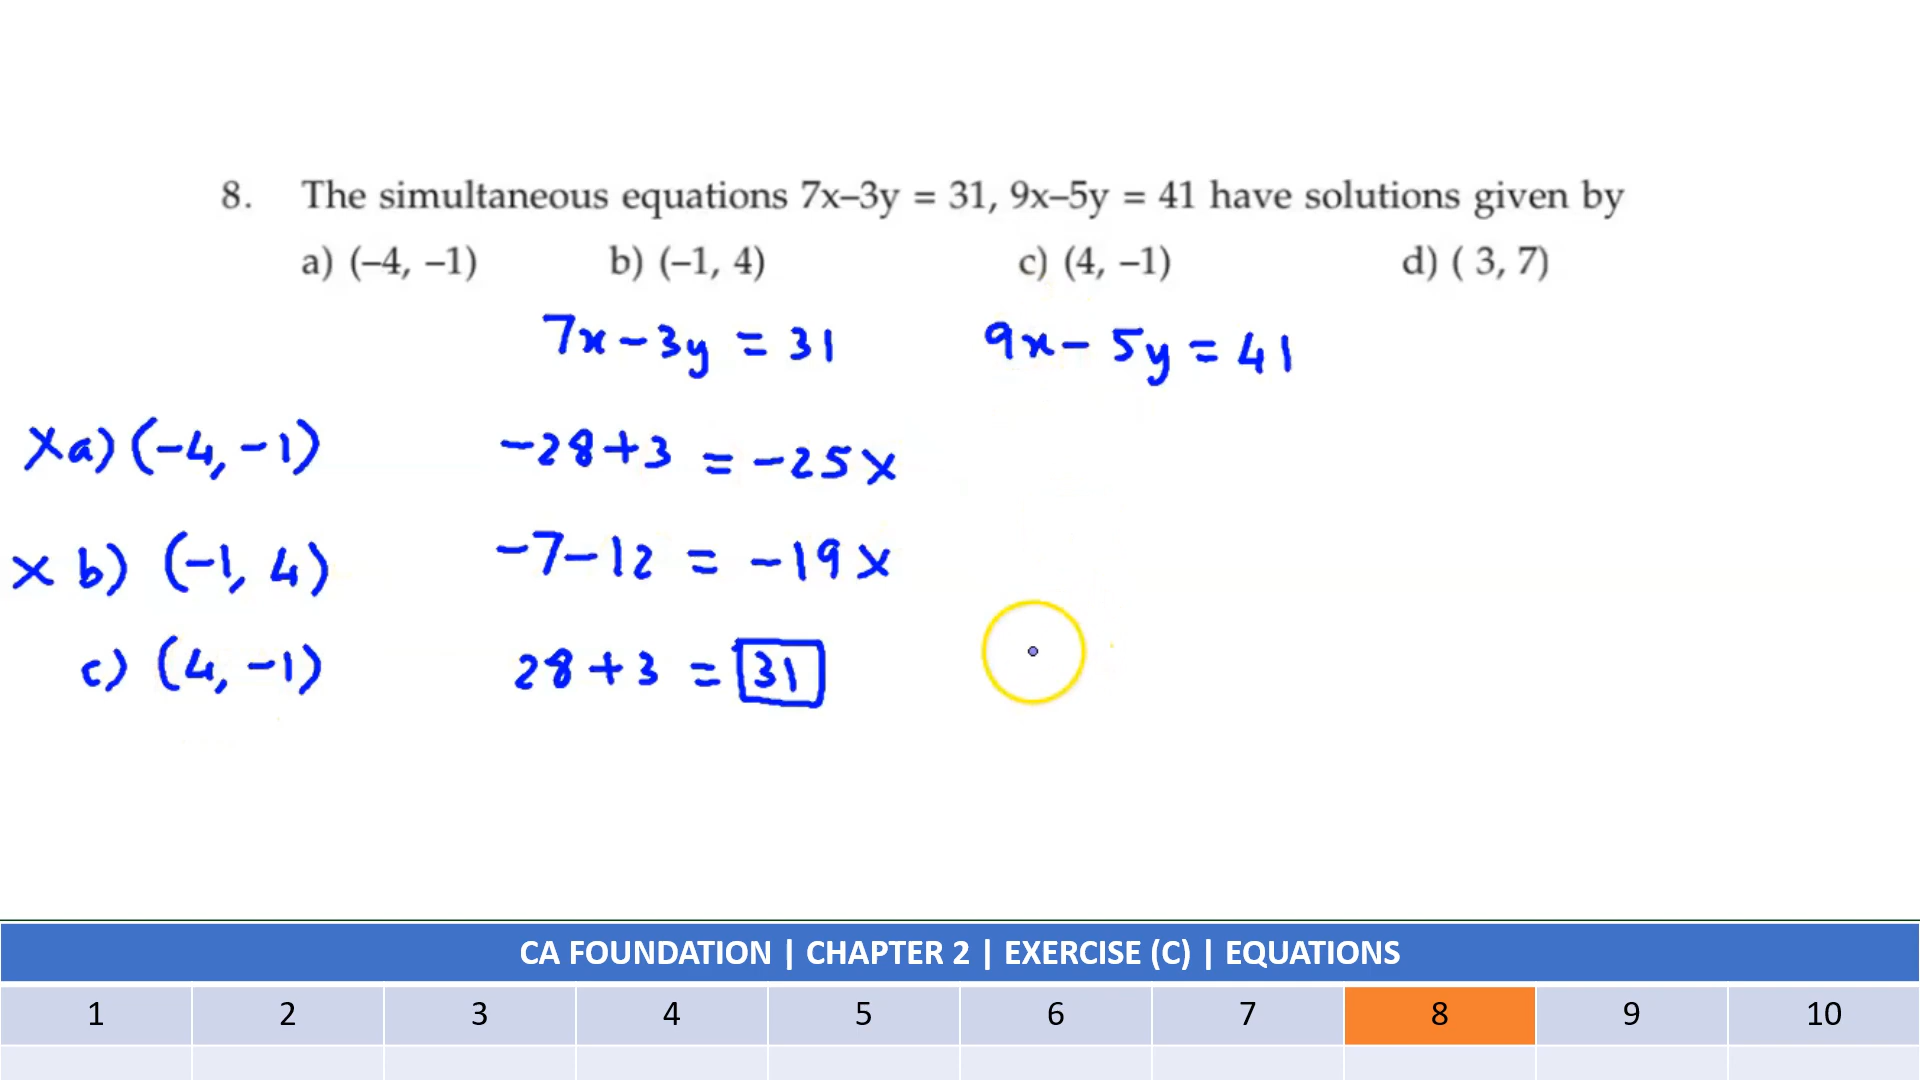 8. The simultaneous equations 7x–3y = 31, 9x–5y = 41 have solutions given by
a) (–4, –1) b) (–1, 4) c) (4, –1) d) ( 3, 7)
7x – 3y = 31 9x – 5y = 41
X a) (-4, -1) -28+3 = -25 X
X b) (-1, 4) -7-12 = -19 X
c) (4, -1) 28+3 = 31
CA FOUNDATION | CHAPTER 2 | EXERCISE (C) | EQUATIONS
1 2 3 4 5 6 7 8 9 10